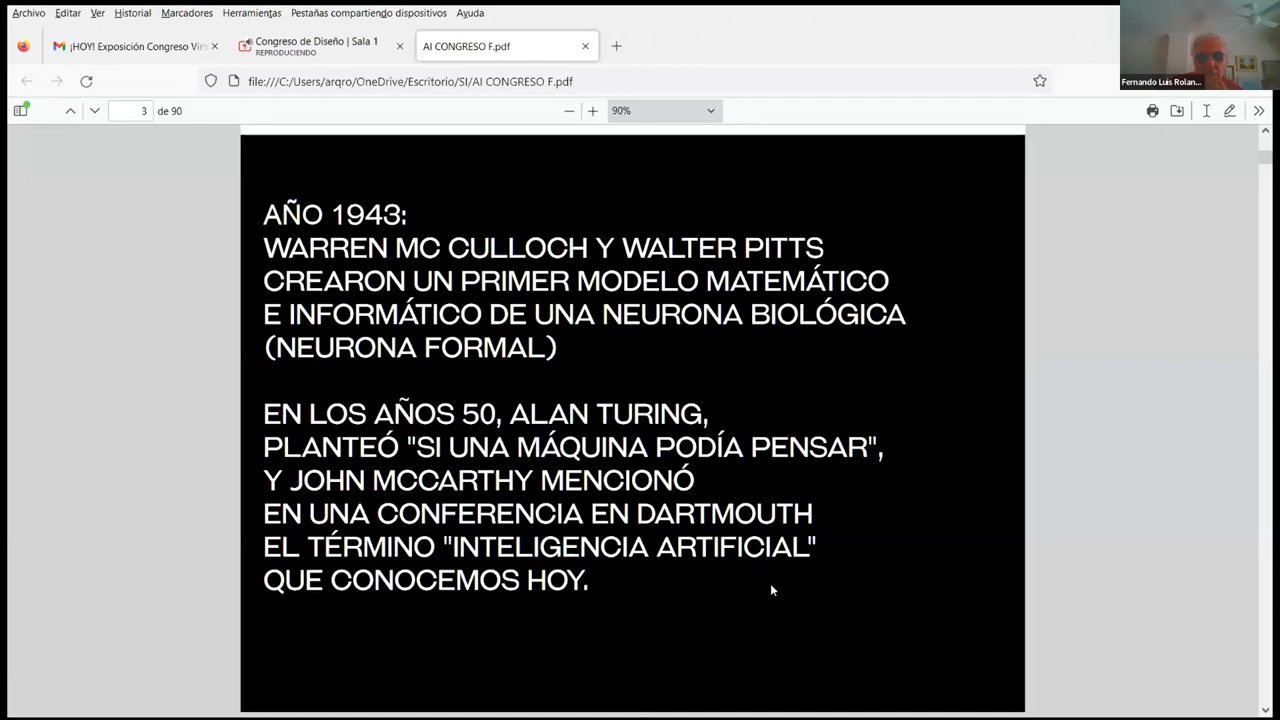 Archivo Editar Ver Historial Marcadores Herramientas Pestañas compartiendo dispositivos Ayuda
¡HOY! Exposición Congreso Virt
Congreso de Diseño | Sala 1
REPRODUCIENDO
AI CONGRESO F.pdf
file:///C:/Users/arqro/OneDrive/Escritorio/SI/AI CONGRESO F.pdf
Fernando Luis Rolan...
3 de 90
90%
AÑO 1943:
WARREN MC CULLOCH Y WALTER PITTS
CREARON UN PRIMER MODELO MATEMÁTICO
E INFORMÁTICO DE UNA NEURONA BIOLÓGICA
(NEURONA FORMAL)
EN LOS AÑOS 50, ALAN TURING,
PLANTEÓ "SI UNA MÁQUINA PODÍA PENSAR",
Y JOHN MCCARTHY MENCIONÓ
EN UNA CONFERENCIA EN DARTMOUTH
EL TÉRMINO "INTELIGENCIA ARTIFICIAL"
QUE CONOCEMOS HOY.